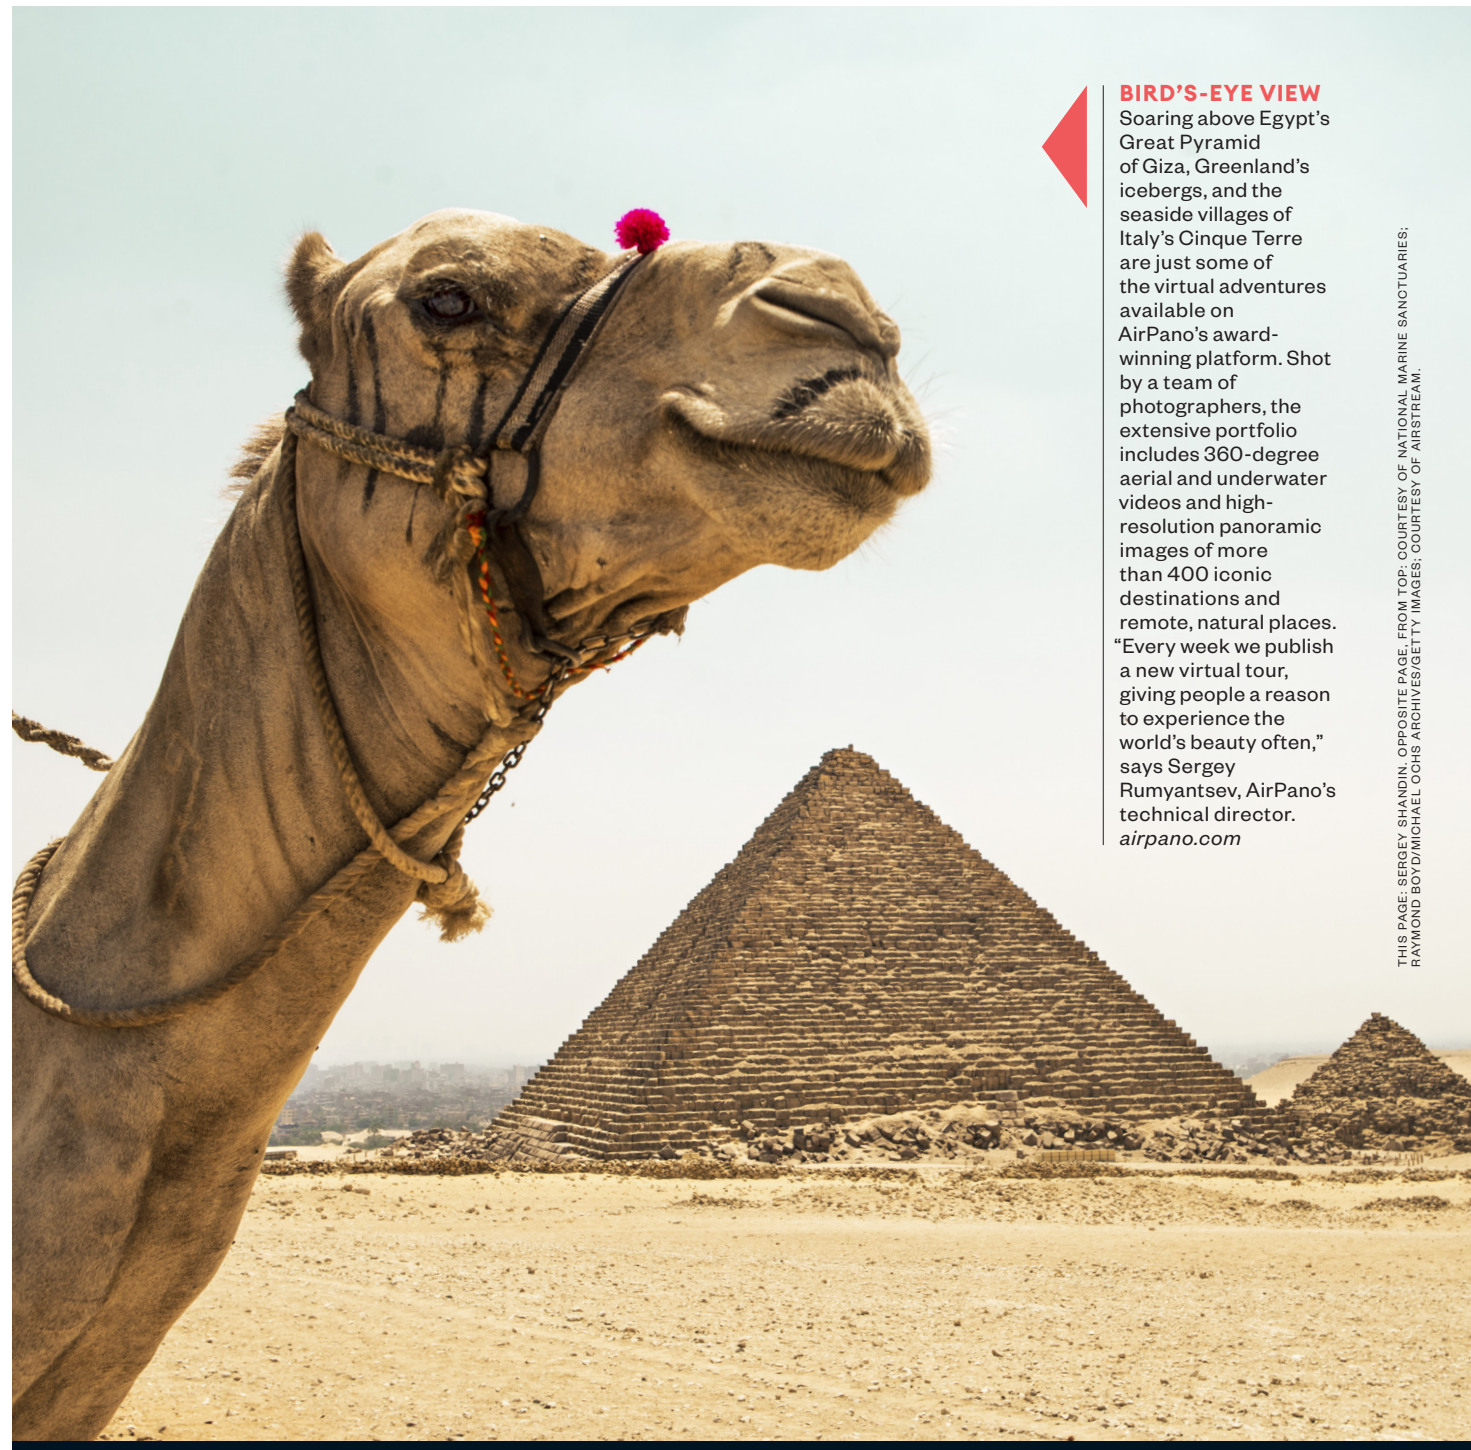 BIRD’S-EYE VIEW
Soaring above Egypt’s
Great Pyramid
of Giza, Greenland’s
icebergs, and the
seaside villages of
Italy’s Cinque Terre
are just some of
the virtual adventures
available on
AirPano’s award-
winning platform. Shot
by a team of
photographers, the
extensive portfolio
includes 360-degree
aerial and underwater
videos and high-
resolution panoramic
images of more
than 400 iconic
destinations and
remote, natural places.
“Every week we publish
a new virtual tour,
giving people a reason
to experience the
world’s beauty often,”
says Sergey
Rumyantsev, AirPano’s
technical director.
airpano.com
THIS PAGE: SERGEY SHANDIN. OPPOSITE PAGE, FROM TOP: COURTESY OF NATIONAL MARINE SANCTUARIES;
RAYMOND BOYD/MICHAEL OCHS ARCHIVES/GETTY IMAGES; COURTESY OF AIRSTREAM.